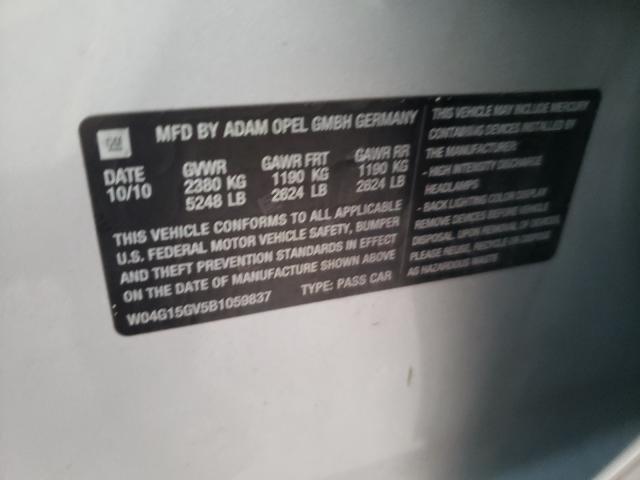 GM
MFD BY ADAM OPEL GMBH GERMANY
DATE GVWR GAWR FRT GAWR RR
10/10 2380 KG 1190 KG 1190 KG
5248 LB 2624 LB 2624 LB
THIS VEHICLE CONFORMS TO ALL APPLICABLE
U.S. FEDERAL MOTOR VEHICLE SAFETY, BUMPER
AND THEFT PREVENTION STANDARDS IN EFFECT
ON THE DATE OF MANUFACTURE SHOWN ABOVE
W04G15GV5B1059837 TYPE: PASS CAR
THIS VEHICLE MAY INCLUDE MERCURY
CONTAINING DEVICES INSTALLED BY
THE MANUFACTURER:
- HIGH INTENSITY DISCHARGE
HEADLAMPS.
- BACK LIGHTING COLOR DISPLAY
REMOVE DEVICES BEFORE VEHICLE
DISPOSAL. UPON REMOVAL OF DEVICES,
PLEASE REUSE, RECYCLE OR DISPOSE
AS HAZARDOUS WASTE